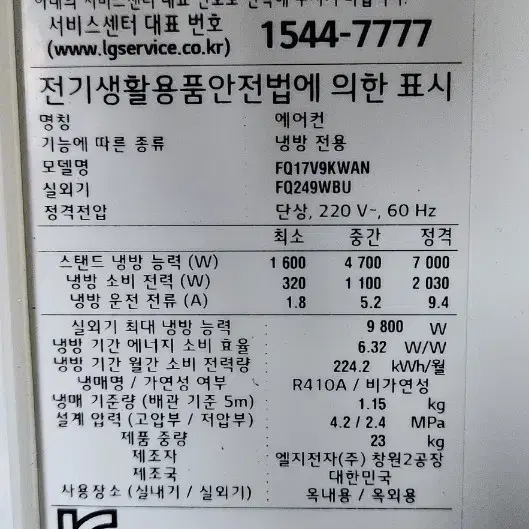 서비스센터 대표 번호
(www.lgservice.co.kr) 1544-7777
전기생활용품안전법에 의한 표시
명칭 에어컨
기능에 따른 종류 냉방 전용
모델명 FQ17V9KWAN
실외기 FQ249WBU
정격전압 단상, 220 V~, 60 Hz
최소 중간 정격
스탠드 냉방 능력 (W) 1 600 4 700 7 000
냉방 소비 전력 (W) 320 1 100 2 030
냉방 운전 전류 (A) 1.8 5.2 9.4
실외기 최대 냉방 능력 9 800 W
냉방 기간 에너지 소비 효율 6.32 W/W
냉방 기간 월간 소비 전력량 224.2 kWh/월
냉매명 / 가연성 여부 R410A / 비가연성
냉매 기준량 (배관 기준 5m) 1.15 kg
설계 압력 (고압부 / 저압부) 4.2 / 2.4 MPa
제품 중량 23 kg
제조자 엘지전자(주) 창원2공장
제조국 대한민국
사용장소 (실내기 / 실외기) 옥내용 / 옥외용